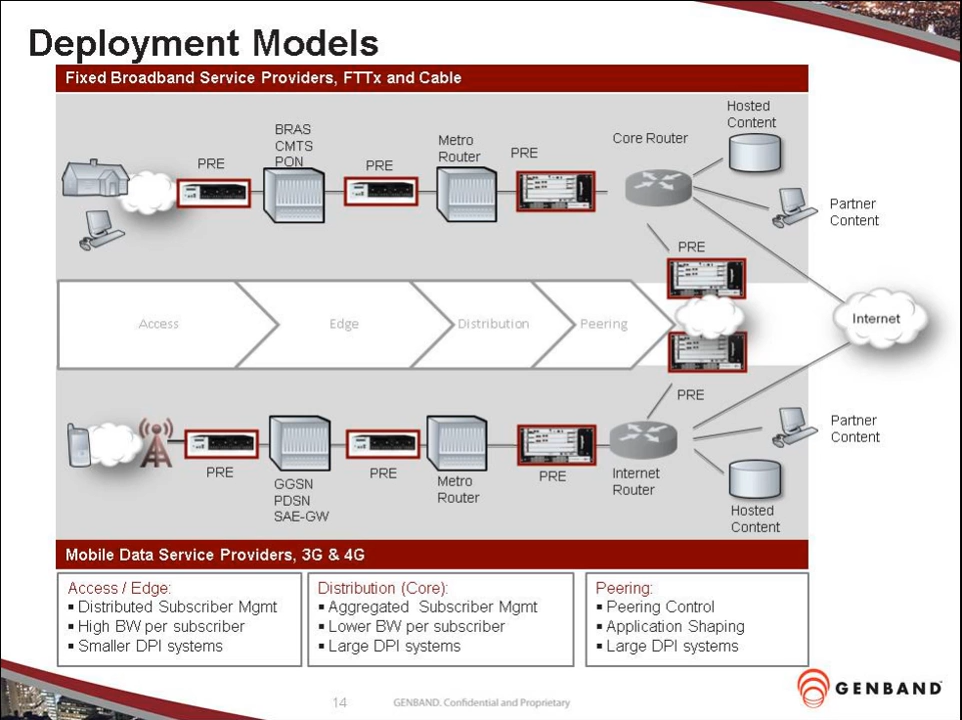 Deployment Models
Fixed Broadband Service Providers, FTTx and Cable
PRE
BRAS
CMTS
PON
PRE
Metro
Router
PRE
Core Router
Hosted
Content
Partner
Content
PRE
Access
Edge
Distribution
Peering
Internet
PRE
PRE
GGSN
PDSN
SAE-GW
PRE
Metro
Router
PRE
Internet
Router
Partner
Content
Hosted
Content
Mobile Data Service Providers, 3G & 4G
Access / Edge:
▪ Distributed Subscriber Mgmt
▪ High BW per subscriber
▪ Smaller DPI systems
Distribution (Core):
▪ Aggregated Subscriber Mgmt
▪ Lower BW per subscriber
▪ Large DPI systems
Peering:
▪ Peering Control
▪ Application Shaping
▪ Large DPI systems
14
GENBAND. Confidential and Proprietary
GENBAND